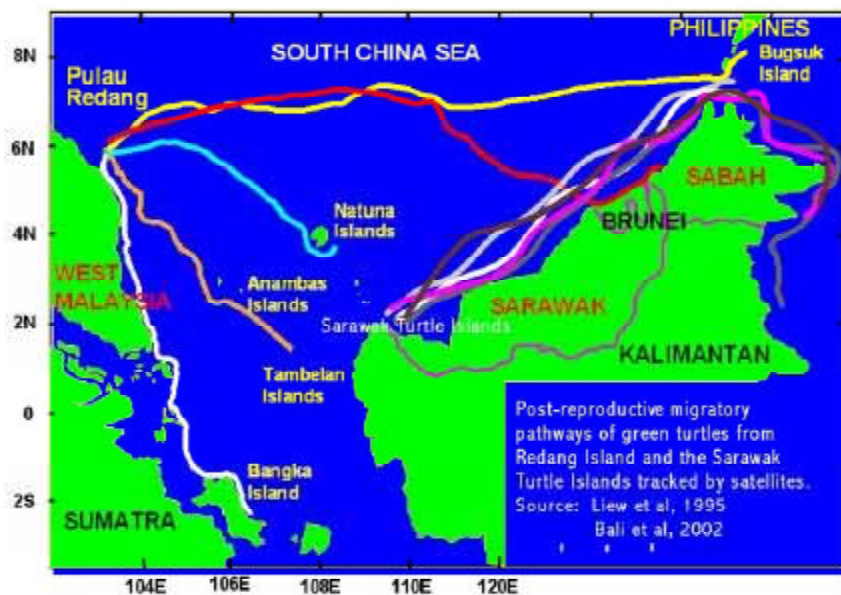 PHILIPPINES
8N
SOUTH CHINA SEA
Bugsuk
Island
Pulau
Redang
6N
SABAH
Natuna
Islands
BRUNEI
4N
WEST
MALAYSIA
Anambas
Islands
SARAWAK
2N
Sarawak Turtle Islands
KALIMANTAN
Tambelan
Islands
0
Post-reproductive migratory
pathways of green turtles from
Redang Island and the Sarawak
Turtle Islands tracked by satellites.
Source: Liew et al, 1995
Bali et al, 2002
Bangka
Island
2S
SUMATRA
104E
106E
108E
110E
120E